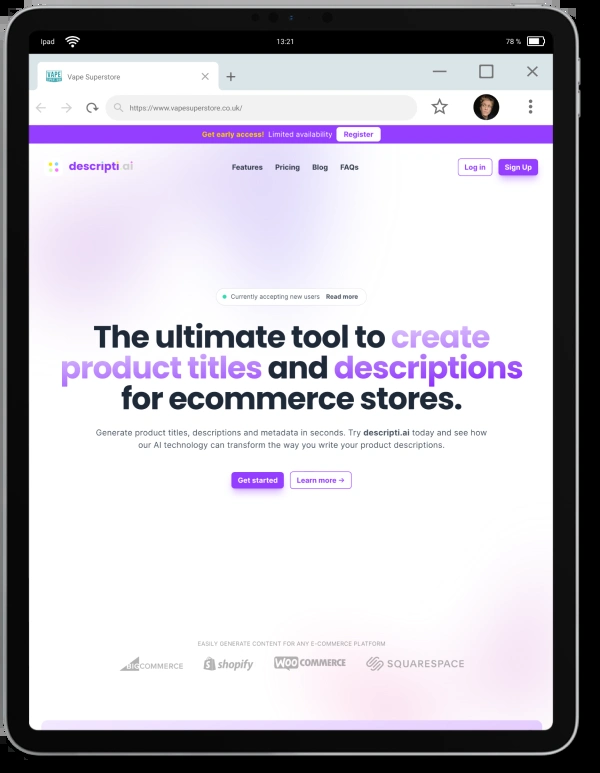 Ipad
13:21
78 %
VAPE
Vape Superstore
https://www.vapesuperstore.co.uk/
Get early access! Limited availability Register
descripti ai
Features Pricing Blog FAQs
Log in Sign Up
Currently accepting new users Read more
The ultimate tool to create
product titles and descriptions
for ecommerce stores.
Generate product titles, descriptions and metadata in seconds. Try descripti.ai today and see how
our AI technology can transform the way you write your product descriptions.
Get started Learn more →
EASILY GENERATE CONTENT FOR ANY E-COMMERCE PLATFORM
BIGCOMMERCE shopify WOOCOMMERCE SQUARESPACE